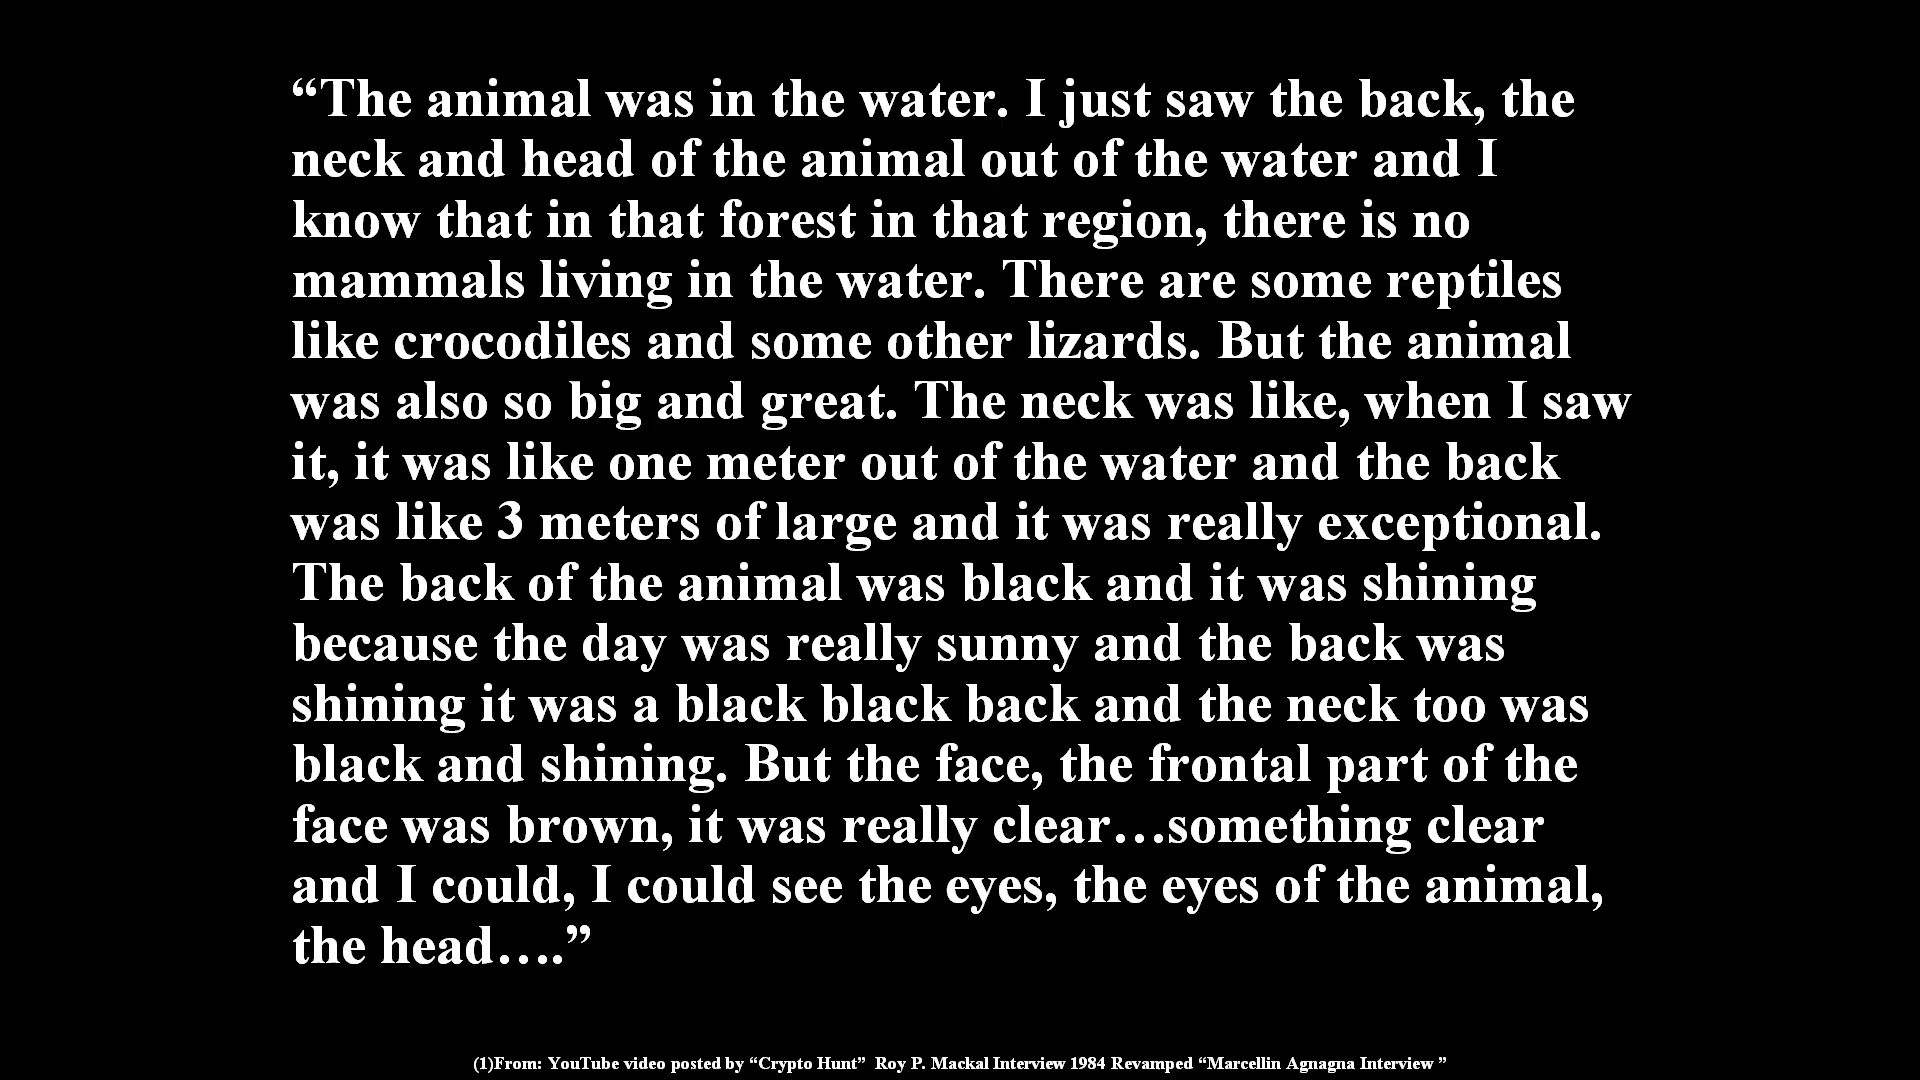 “The animal was in the water. I just saw the back, the
neck and head of the animal out of the water and I
know that in that forest in that region, there is no
mammals living in the water. There are some reptiles
like crocodiles and some other lizards. But the animal
was also so big and great. The neck was like, when I saw
it, it was like one meter out of the water and the back
was like 3 meters of large and it was really exceptional.
The back of the animal was black and it was shining
because the day was really sunny and the back was
shining it was a black black back and the neck too was
black and shining. But the face, the frontal part of the
face was brown, it was really clear…something clear
and I could, I could see the eyes, the eyes of the animal,
the head….”
(1)From: YouTube video posted by “Crypto Hunt”  Roy P. Mackal Interview 1984 Revamped “Marcellin Agnagna Interview ”